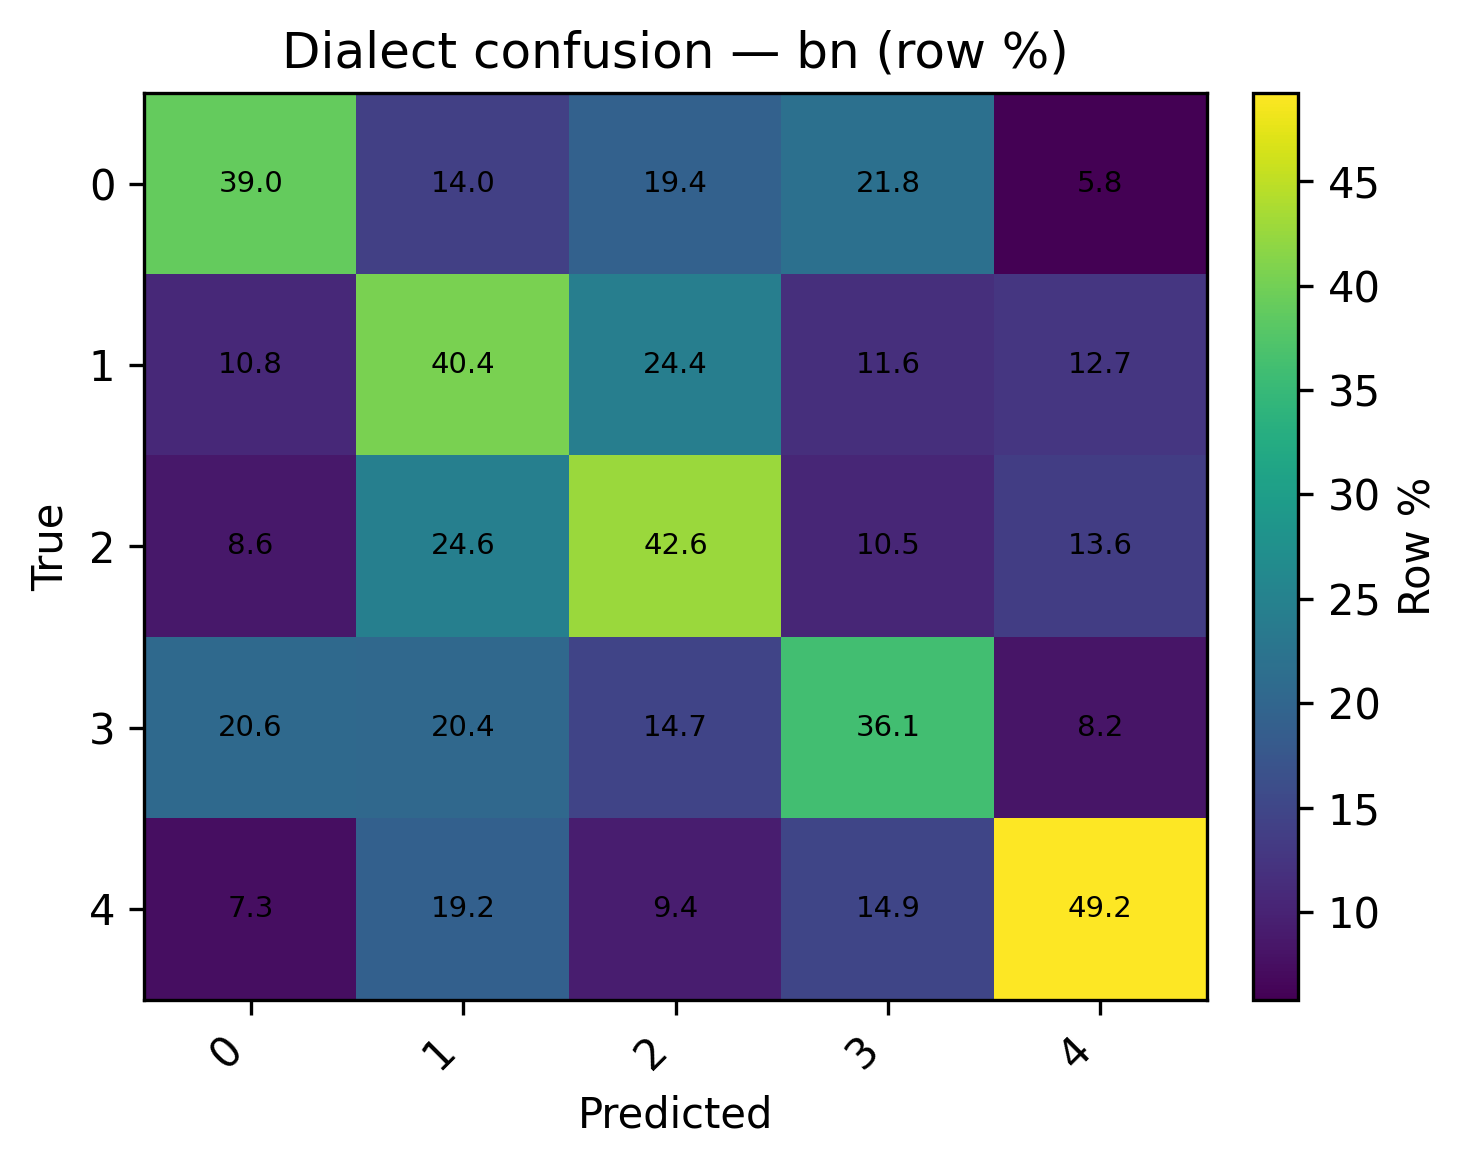 Dialect confusion — bn (row %)
0 39.0 14.0 19.4 21.8 5.8
1 10.8 40.4 24.4 11.6 12.7
2 8.6 24.6 42.6 10.5 13.6
3 20.6 20.4 14.7 36.1 8.2
4 7.3 19.2 9.4 14.9 49.2
0 1 2 3 4
Predicted
True
45
40
35
30
25
20
15
10
Row %